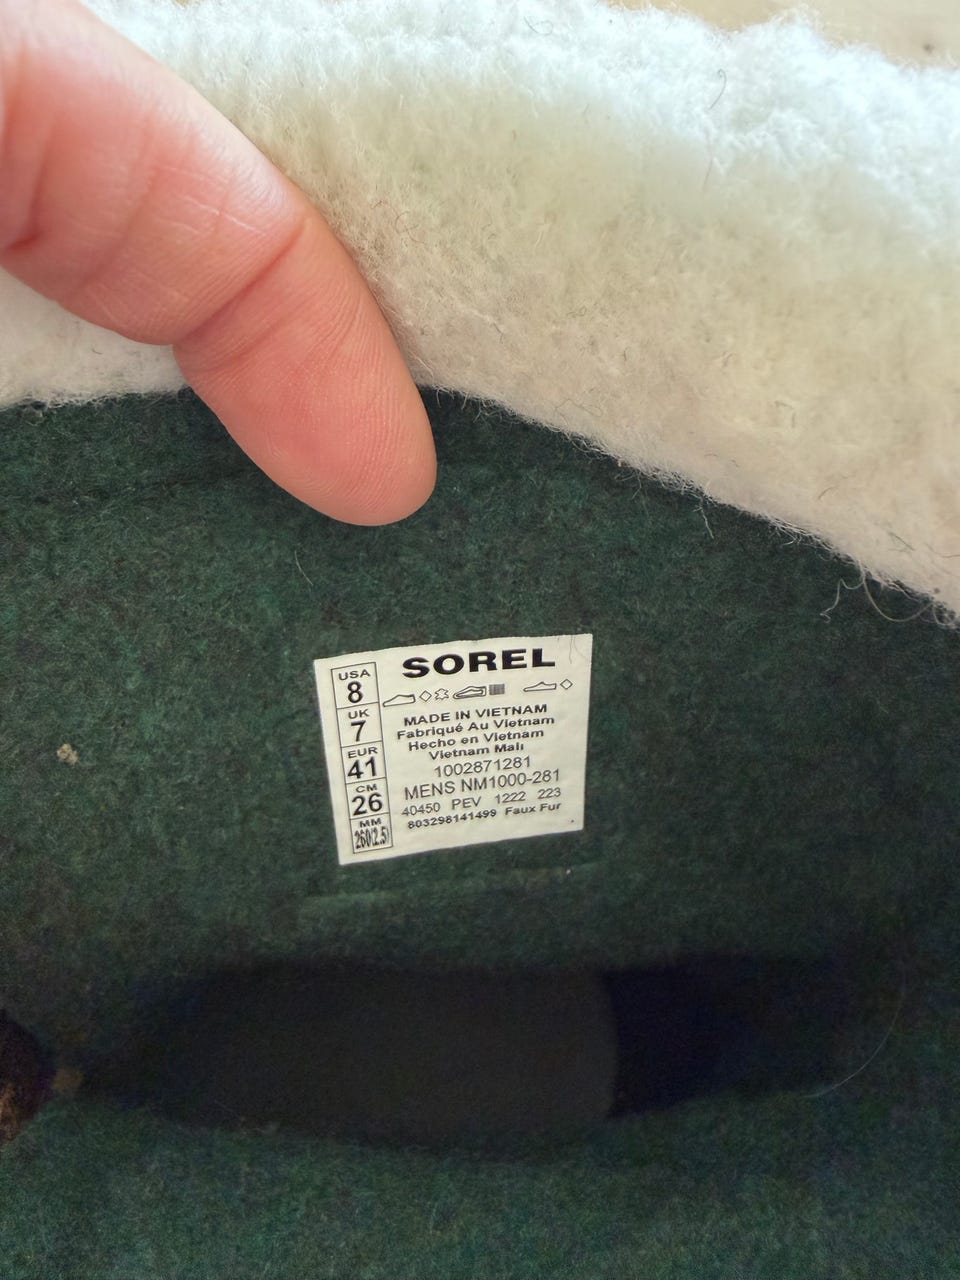 SOREL
USA
8
UK
7
EUR
41
CM
26
MM
260(2.5)
MADE IN VIETNAM
Fabriqué Au Vietnam
Hecho en Vietnam
Vietnam Malı
1002871281
MENS NM1000-281
40450 PEV 1222 223
803298141499 Faux Fur